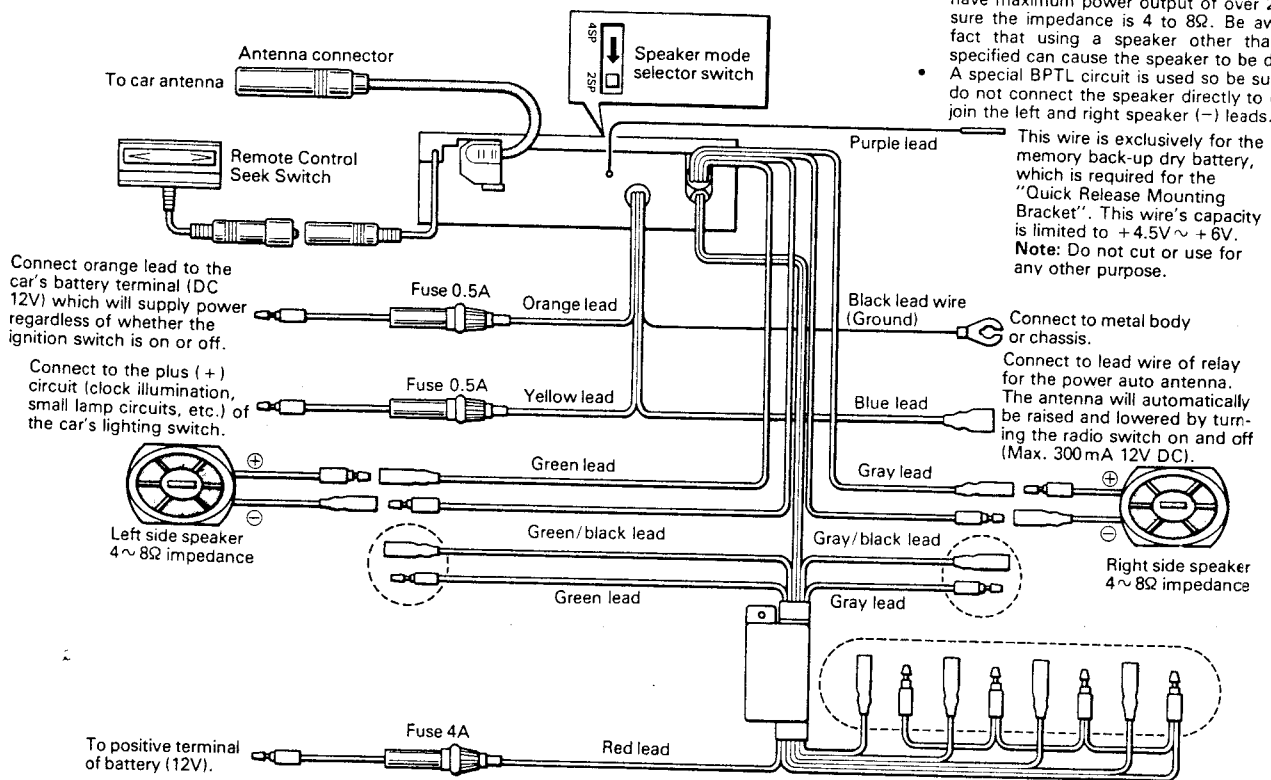 have maximum power output of over 2
sure the impedance is 4 to 8Ω. Be aw
fact that using a speaker other tha
specified can cause the speaker to be d
• A special BPTL circuit is used so be su
do not connect the speaker directly to
join the left and right speaker (−) leads.
4SP
2SP
Speaker mode
selector switch
Antenna connector
To car antenna
Remote Control
Seek Switch
Purple lead
This wire is exclusively for the
memory back-up dry battery,
which is required for the
"Quick Release Mounting
Bracket". This wire's capacity
is limited to +4.5V ~ +6V.
Note: Do not cut or use for
any other purpose.
Connect orange lead to the
car's battery terminal (DC
12V) which will supply power
regardless of whether the
ignition switch is on or off.
Fuse 0.5A
Orange lead
Black lead wire
(Ground)
Connect to metal body
or chassis.
Connect to the plus (+)
circuit (clock illumination,
small lamp circuits, etc.) of
the car's lighting switch.
Fuse 0.5A
Yellow lead
Blue lead
Connect to lead wire of relay
for the power auto antenna.
The antenna will automatically
be raised and lowered by turn-
ing the radio switch on and off
(Max. 300mA 12V DC).
⊕
⊖
Left side speaker
4~8Ω impedance
Green lead
Green/black lead
Green lead
Gray lead
Gray/black lead
Gray lead
⊕
⊖
Right side speaker
4~8Ω impedance
To positive terminal
of battery (12V).
Fuse 4A
Red lead